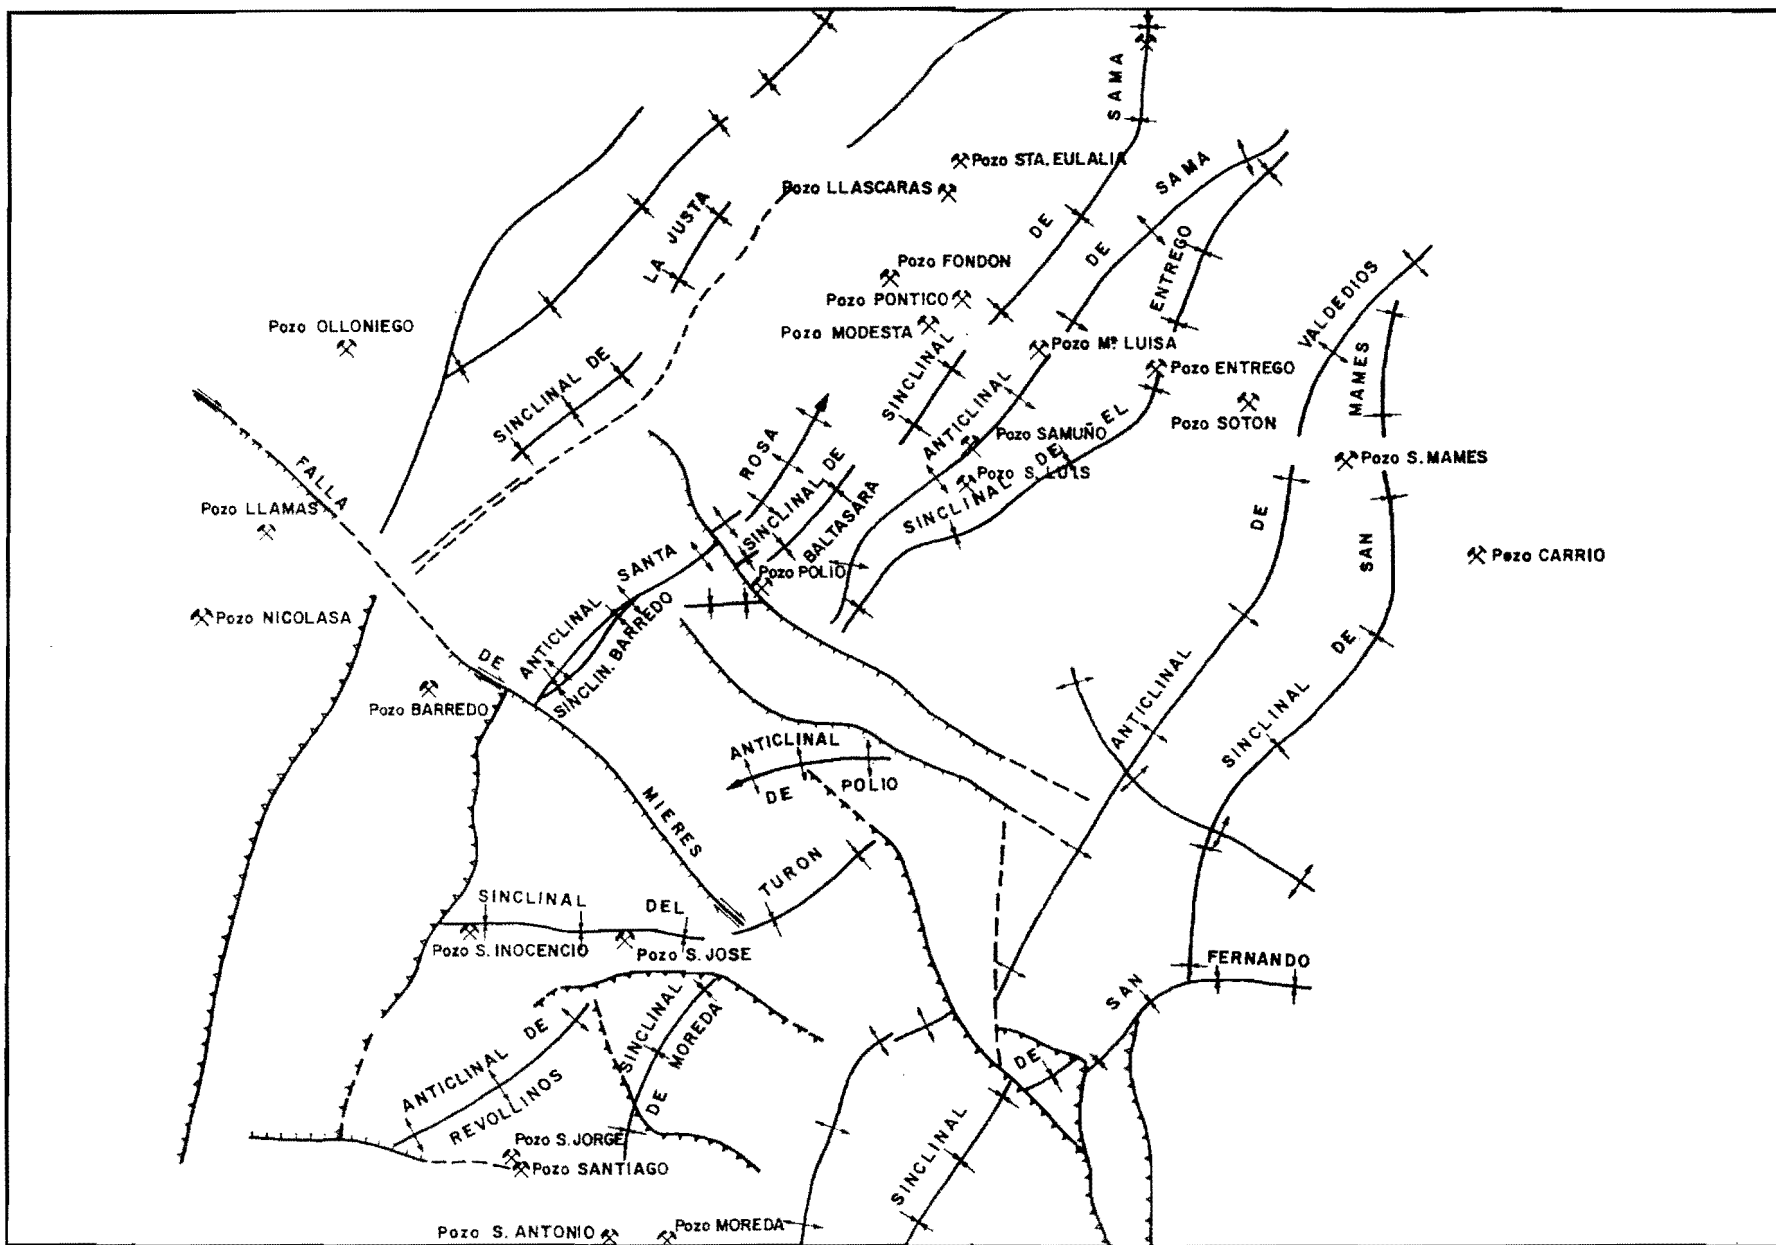 SINCLINAL DE SAMA
Pozo STA. EULALIA
Pozo LLASCARAS
ANTICLINAL DE SAMA
SINCLINAL DE LA JUSTA
Pozo FONDON
Pozo PONTICO
Pozo MODESTA
Pozo OLLONIEGO
SINCLINAL DE EL ENTREGO
Pozo Mª LUISA
Pozo ENTREGO
Pozo SOTON
ANTICLINAL DE VALDEDIOS
SINCLINAL DE SAN MAMES
Pozo SAMUÑO
Pozo S. LUIS
Pozo S. MAMES
FALLA DE MIERES
Pozo LLAMAS
ANTICLINAL SANTA ROSA
SINCLINAL DE BALTASARA
Pozo POLIO
Pozo CARRIO
Pozo NICOLASA
SINCLIN. BARREDO
Pozo BARREDO
ANTICLINAL DE POLIO
SINCLINAL DEL TURON
Pozo S. INOCENCIO
Pozo S. JOSE
SINCLINAL DE SAN FERNANDO
ANTICLINAL DE REVOLLINOS
SINCLINAL DE MOREDA
Pozo S. JORGE
Pozo SANTIAGO
Pozo S. ANTONIO
Pozo MOREDA